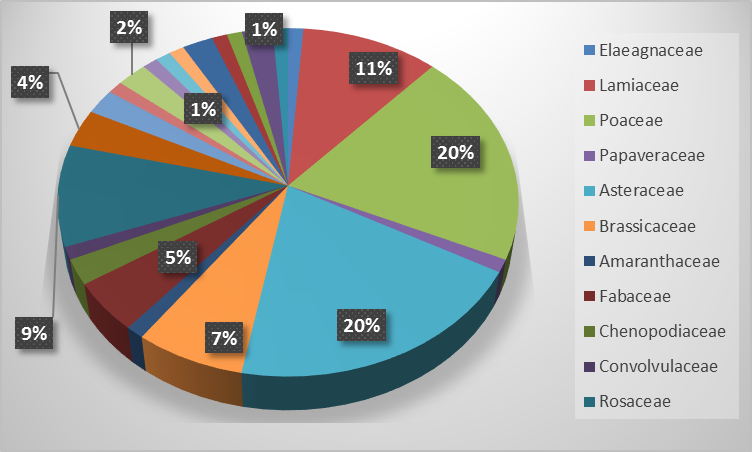 2%
1%
11%
4%
1%
20%
5%
9%
7%
20%
Elaeagnaceae
Lamiaceae
Poaceae
Papaveraceae
Asteraceae
Brassicaceae
Amaranthaceae
Fabaceae
Chenopodiaceae
Convolvulaceae
Rosaceae